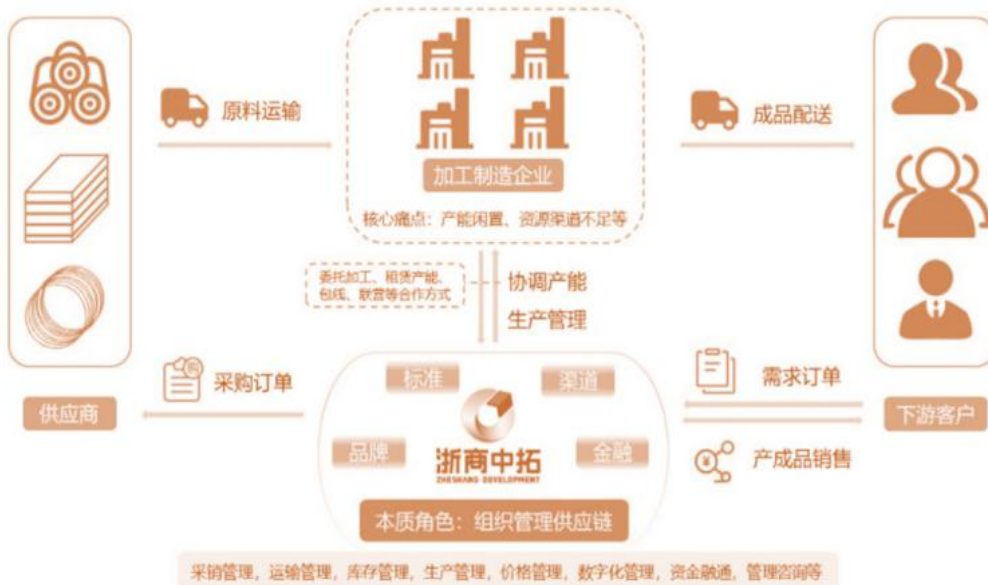 原料运输
成品配送
加工制造企业
核心痛点：产能闲置、资源渠道不足等
委托加工、租赁产能、
包线、联营等合作方式
协调产能
生产管理
供应商
采购订单
标准
渠道
品牌
金融
浙商中拓
ZHESHANG DEVELOPMENT
本质角色：组织管理供应链
需求订单
下游客户
产成品销售
采销管理，运输管理，库存管理，生产管理，价格管理，数字化管理，资金融通，管理咨询等